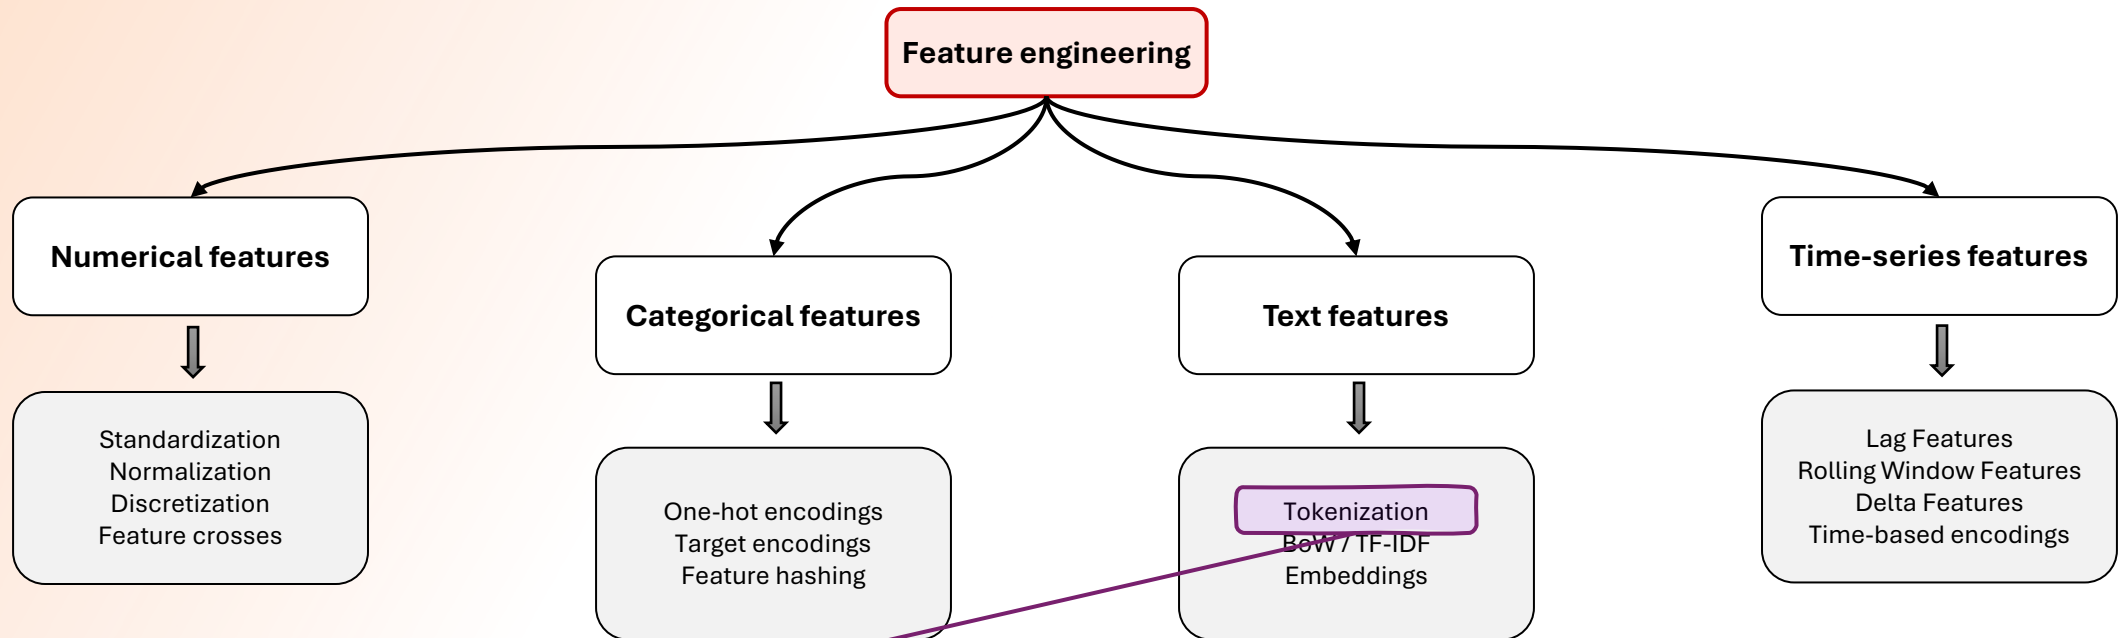 Feature engineering
Numerical features
Standardization
Normalization
Discretization
Feature crosses
Categorical features
One-hot encodings
Target encodings
Feature hashing
Text features
Tokenization
BoW / TF-IDF
Embeddings
Time-series features
Lag Features
Rolling Window Features
Delta Features
Time-based encodings